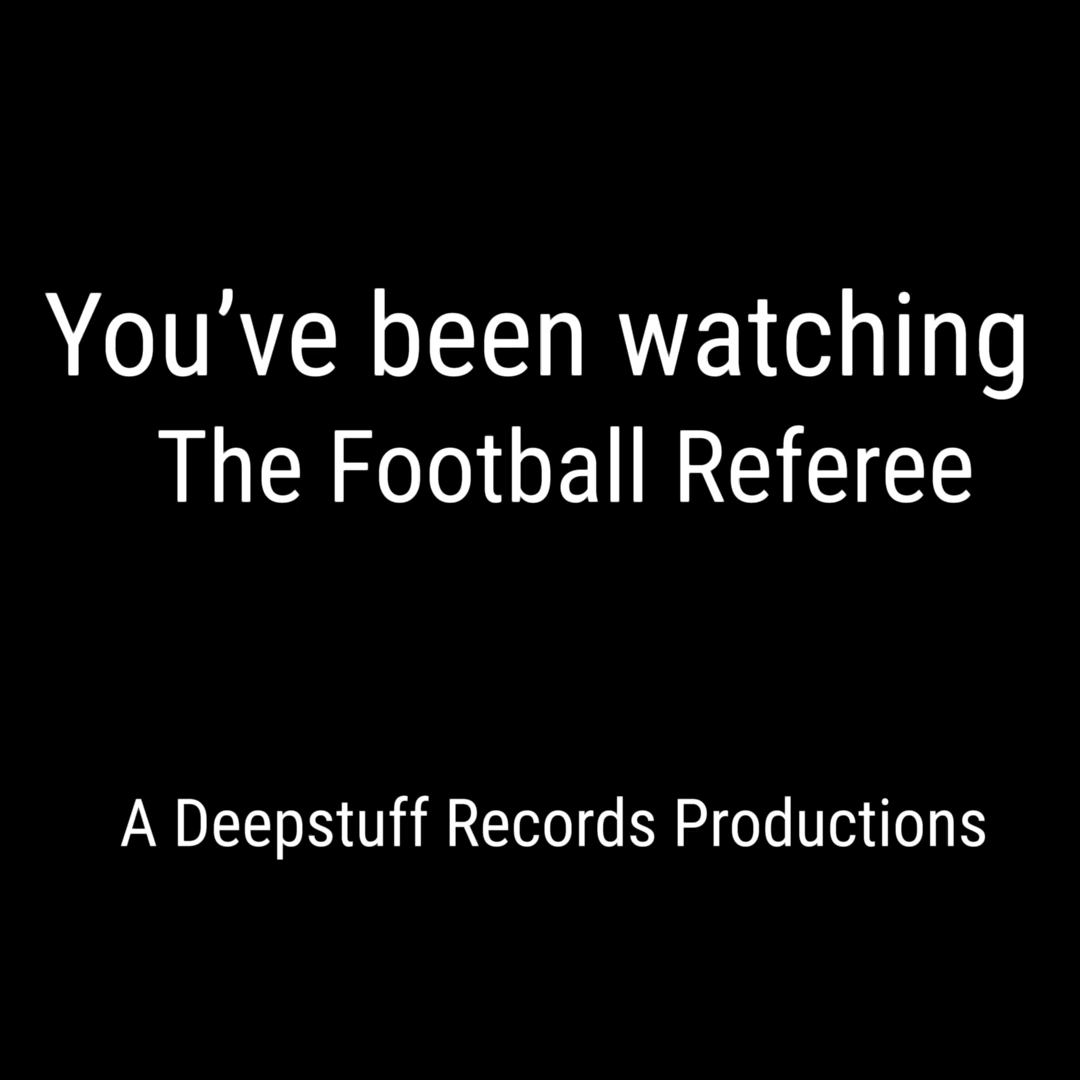 You’ve been watching
The Football Referee
A Deepstuff Records Productions